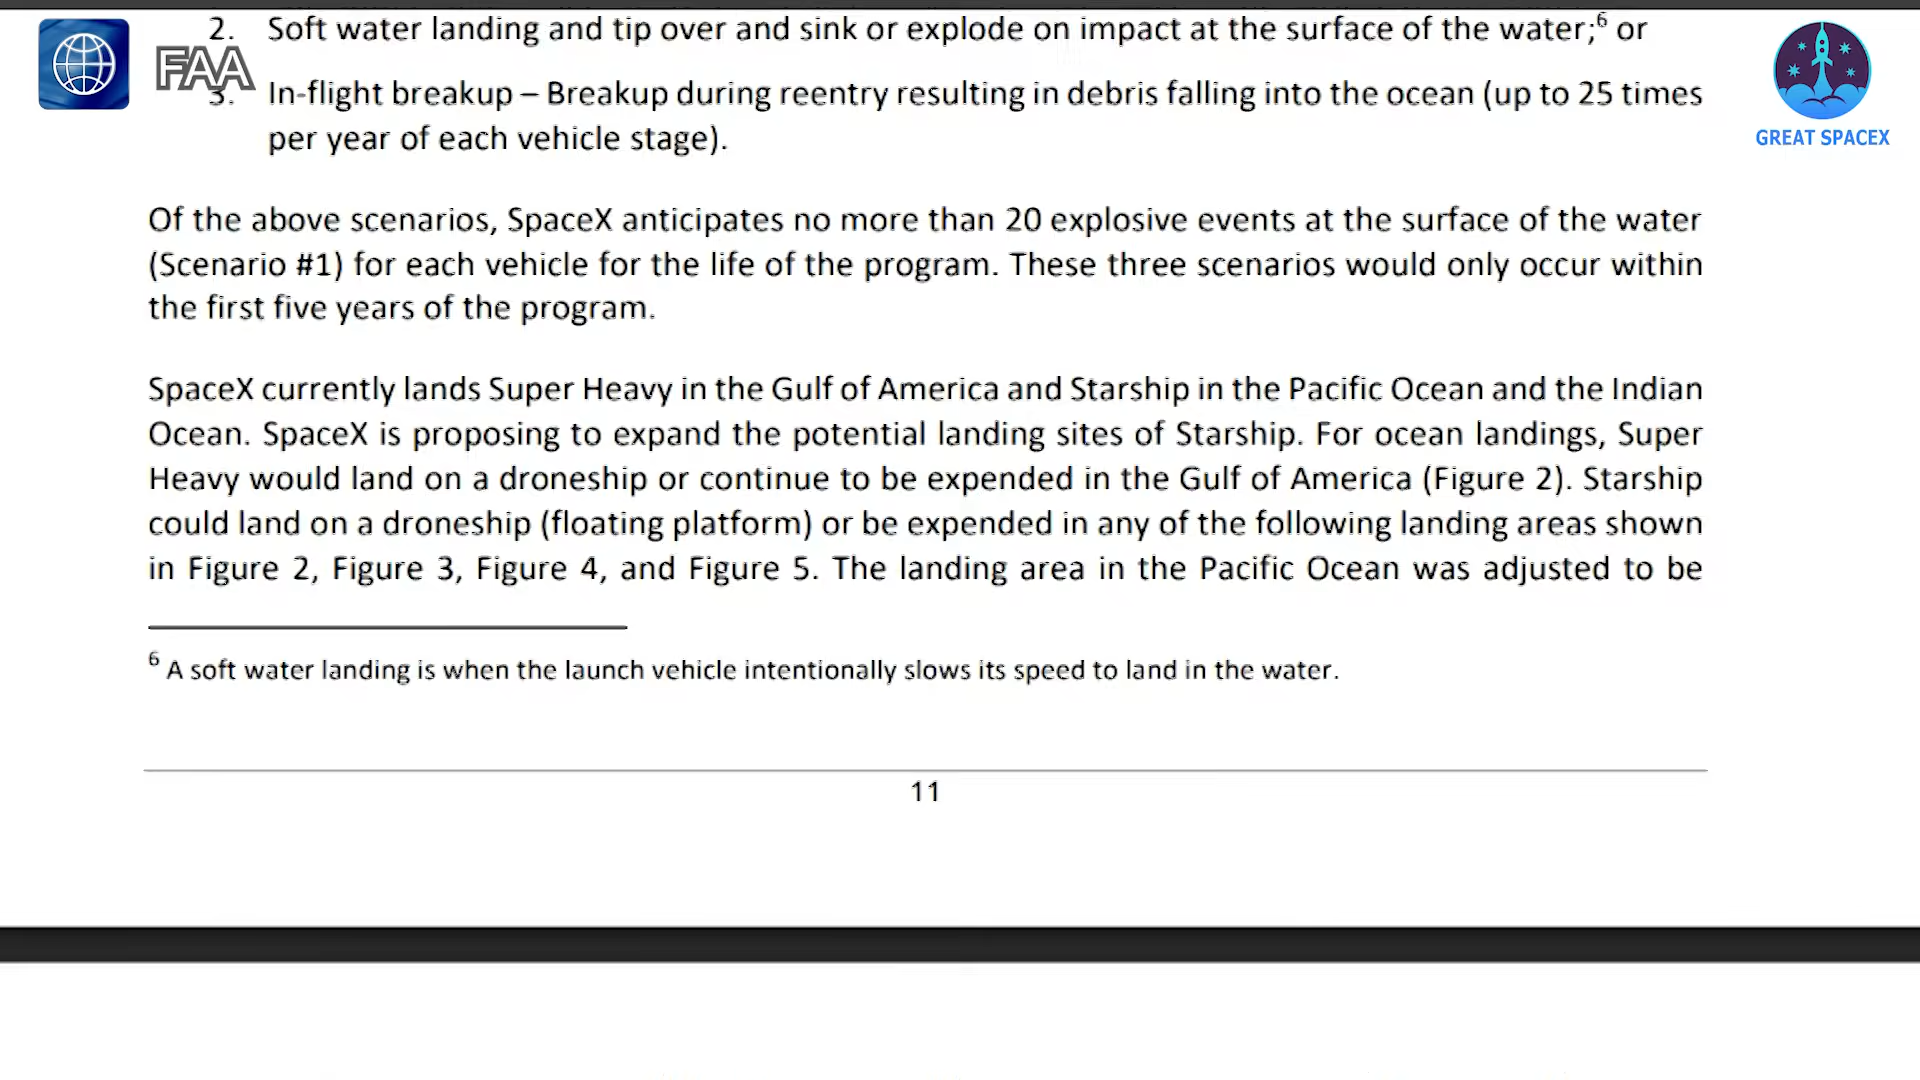 2. Soft water landing and tip over and sink or explode on impact at the surface of the water;⁶ or
FAA
3. In-flight breakup – Breakup during reentry resulting in debris falling into the ocean (up to 25 times
per year of each vehicle stage).
GREAT SPACEX
Of the above scenarios, SpaceX anticipates no more than 20 explosive events at the surface of the water
(Scenario #1) for each vehicle for the life of the program. These three scenarios would only occur within
the first five years of the program.
SpaceX currently lands Super Heavy in the Gulf of America and Starship in the Pacific Ocean and the Indian
Ocean. SpaceX is proposing to expand the potential landing sites of Starship. For ocean landings, Super
Heavy would land on a droneship or continue to be expended in the Gulf of America (Figure 2). Starship
could land on a droneship (floating platform) or be expended in any of the following landing areas shown
in Figure 2, Figure 3, Figure 4, and Figure 5. The landing area in the Pacific Ocean was adjusted to be
⁶ A soft water landing is when the launch vehicle intentionally slows its speed to land in the water.
11